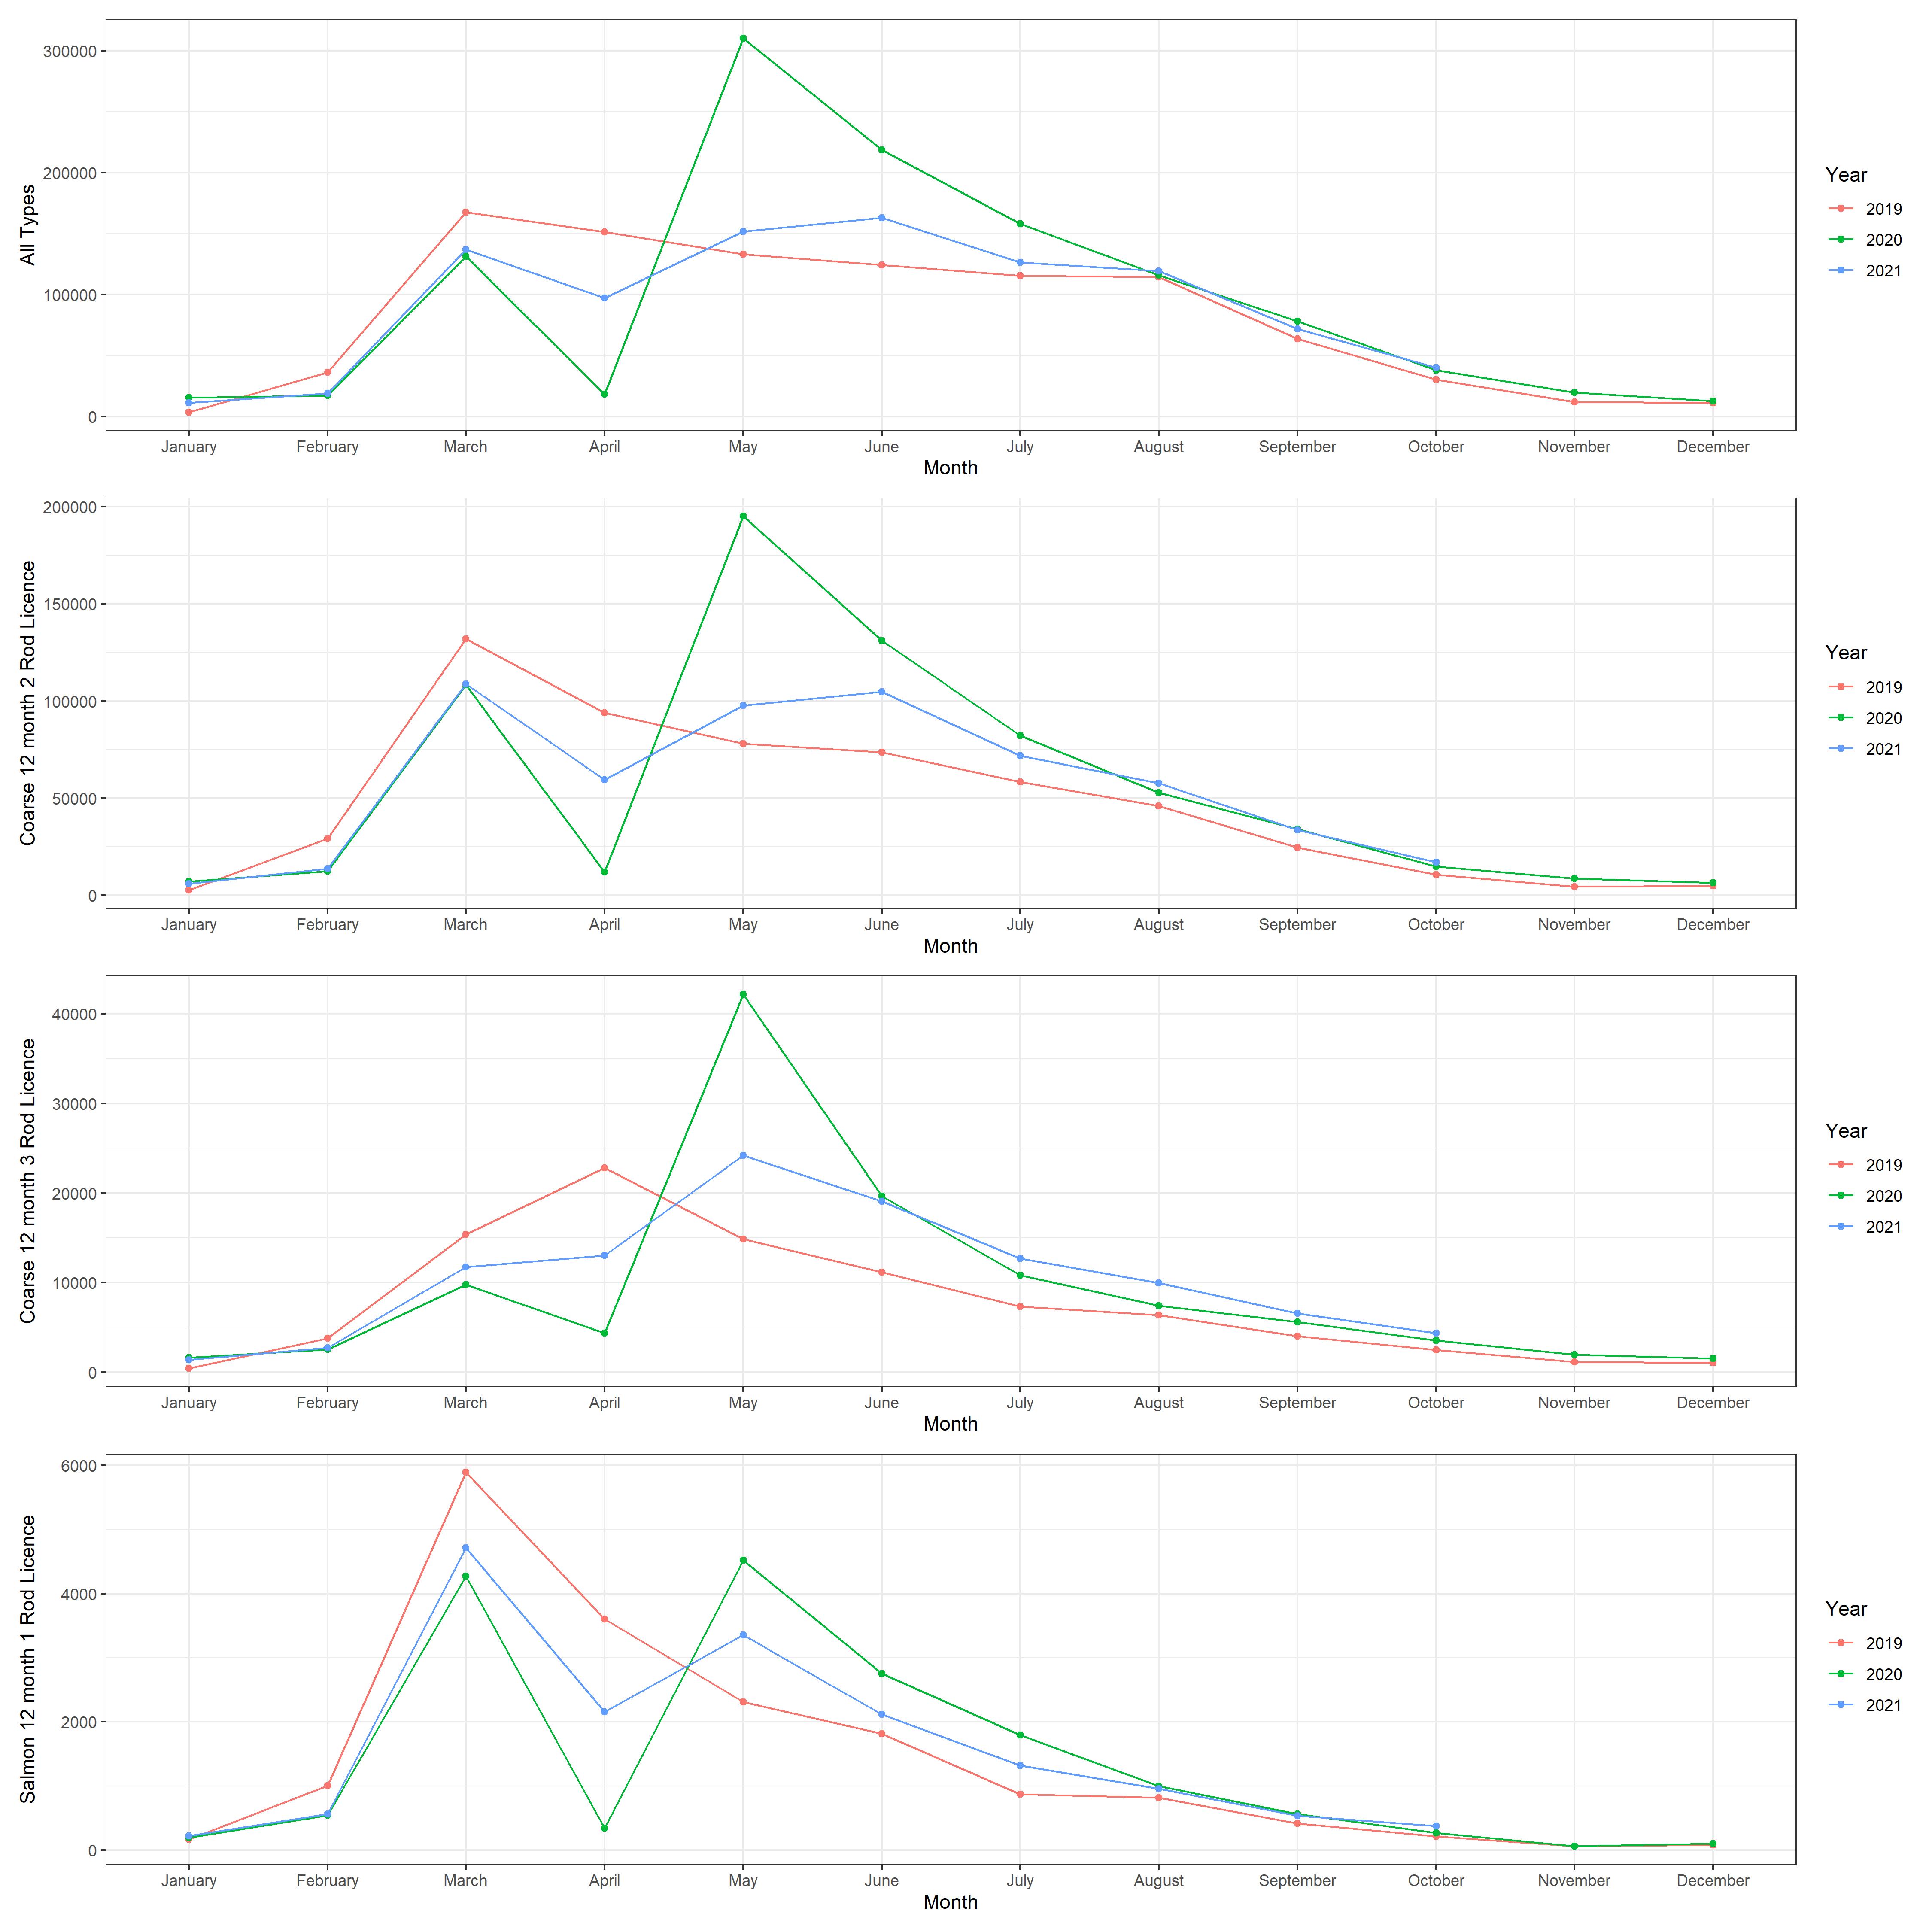 All Types
300000
200000
100000
0
January February March April May June July August September October November December
Month
Year
2019
2020
2021
Coarse 12 month 2 Rod Licence
200000
150000
100000
50000
0
January February March April May June July August September October November December
Month
Year
2019
2020
2021
Coarse 12 month 3 Rod Licence
40000
30000
20000
10000
0
January February March April May June July August September October November December
Month
Year
2019
2020
2021
Salmon 12 month 1 Rod Licence
6000
4000
2000
0
January February March April May June July August September October November December
Month
Year
2019
2020
2021